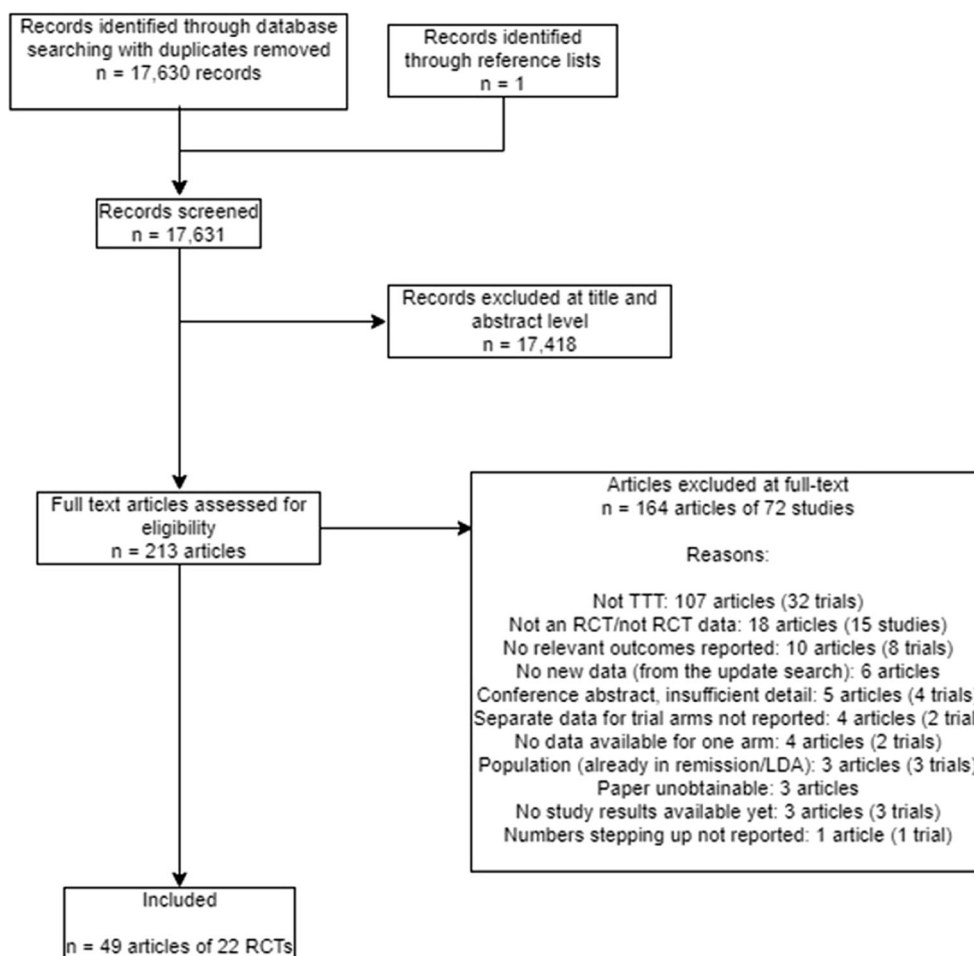 Records identified through database
searching with duplicates removed
n = 17,630 records
Records identified
through reference lists
n = 1
Records screened
n = 17,631
Records excluded at title and
abstract level
n = 17,418
Full text articles assessed for
eligibility
n = 213 articles
Articles excluded at full-text
n = 164 articles of 72 studies
Reasons:
Not TTT: 107 articles (32 trials)
Not an RCT/not RCT data: 18 articles (15 studies)
No relevant outcomes reported: 10 articles (8 trials)
No new data (from the update search): 6 articles
Conference abstract, insufficient detail: 5 articles (4 trials)
Separate data for trial arms not reported: 4 articles (2 trial
No data available for one arm: 4 articles (2 trials)
Population (already in remission/LDA): 3 articles (3 trials)
Paper unobtainable: 3 articles
No study results available yet: 3 articles (3 trials)
Numbers stepping up not reported: 1 article (1 trial)
Included
n = 49 articles of 22 RCTs